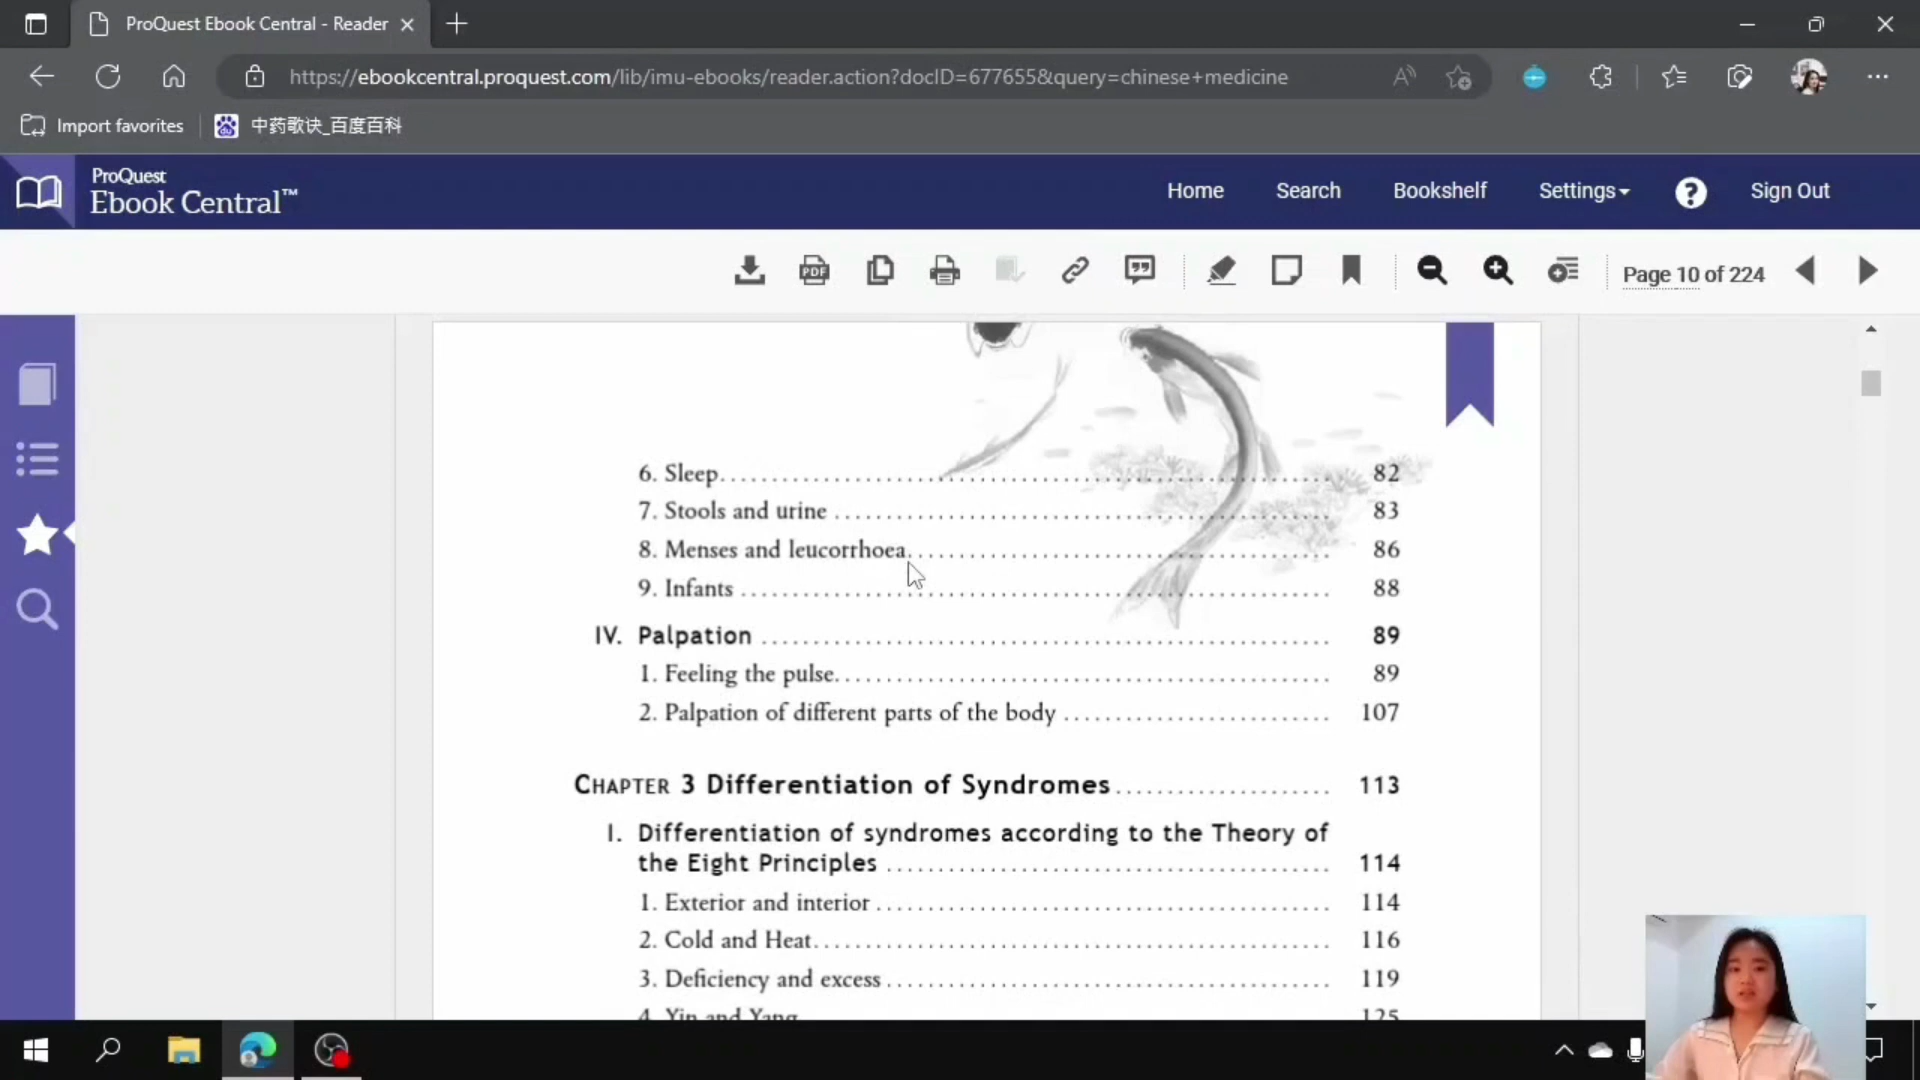 ProQuest Ebook Central - Reader
https://ebookcentral.proquest.com/lib/imu-ebooks/reader.action?docID=677655&query=chinese+medicine
Import favorites
中药歌诀_百度百科
ProQuest
Ebook Central™
Home
Search
Bookshelf
Settings
?
Sign Out
PDF
Page 10 of 224
6. Sleep 82
7. Stools and urine 83
8. Menses and leucorrhoea 86
9. Infants 88
IV. Palpation 89
1. Feeling the pulse 89
2. Palpation of different parts of the body 107
CHAPTER 3 Differentiation of Syndromes 113
I. Differentiation of syndromes according to the Theory of
the Eight Principles 114
1. Exterior and interior 114
2. Cold and Heat 116
3. Deficiency and excess 119
4. Yin and Yang 125